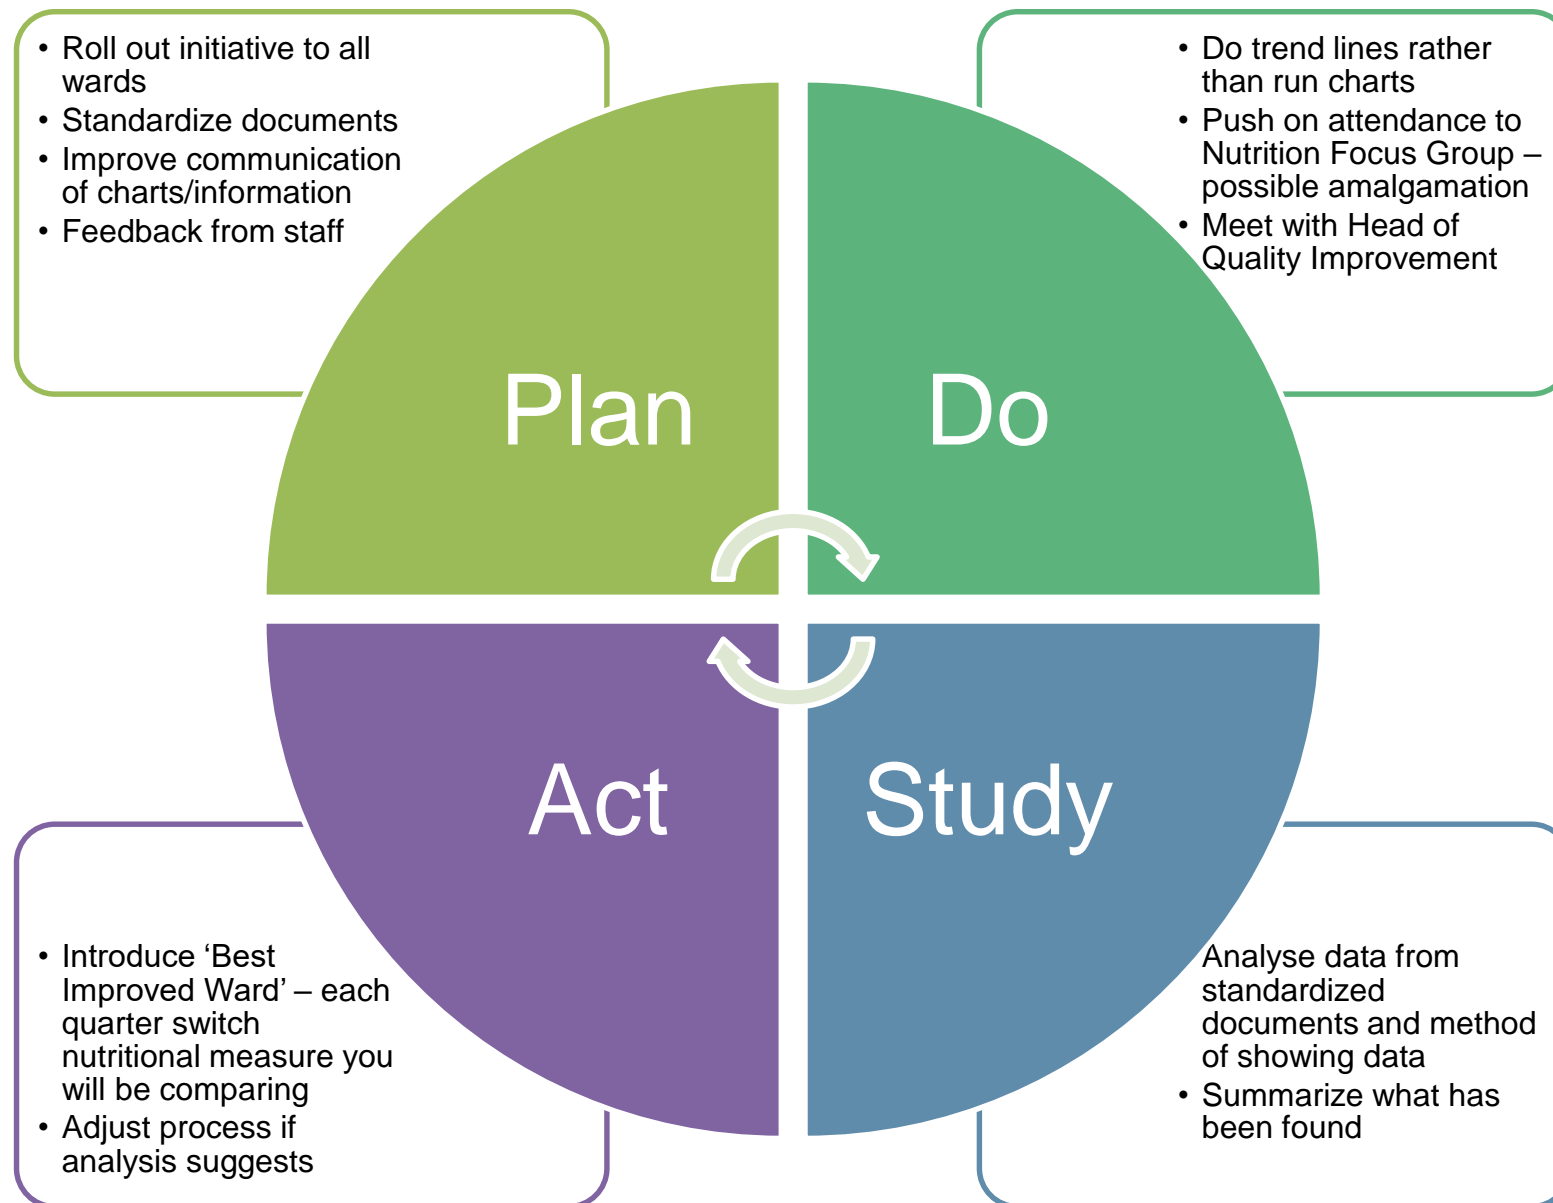 • Roll out initiative to all
wards
• Standardize documents
• Improve communication
of charts/information
• Feedback from staff
• Do trend lines rather
than run charts
• Push on attendance to
Nutrition Focus Group –
possible amalgamation
• Meet with Head of
Quality Improvement
Plan
Do
Act
Study
• Introduce ‘Best
Improved Ward’ – each
quarter switch
nutritional measure you
will be comparing
• Adjust process if
analysis suggests
Analyse data from
standardized
documents and method
of showing data
• Summarize what has
been found